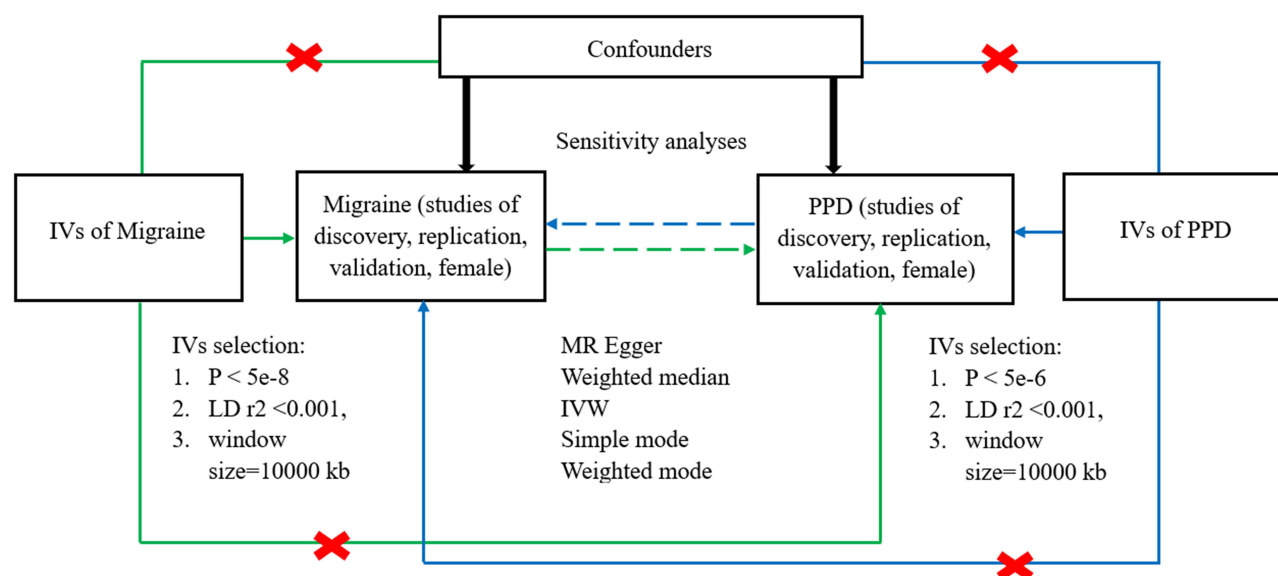 Confounders
Sensitivity analyses
IVs of Migraine
Migraine (studies of
discovery, replication,
validation, female)
PPD (studies of
discovery, replication,
validation, female)
IVs of PPD
IVs selection:
1. P < 5e-8
2. LD r2 <0.001,
3. window
size=10000 kb
MR Egger
Weighted median
IVW
Simple mode
Weighted mode
IVs selection:
1. P < 5e-6
2. LD r2 <0.001,
3. window
size=10000 kb